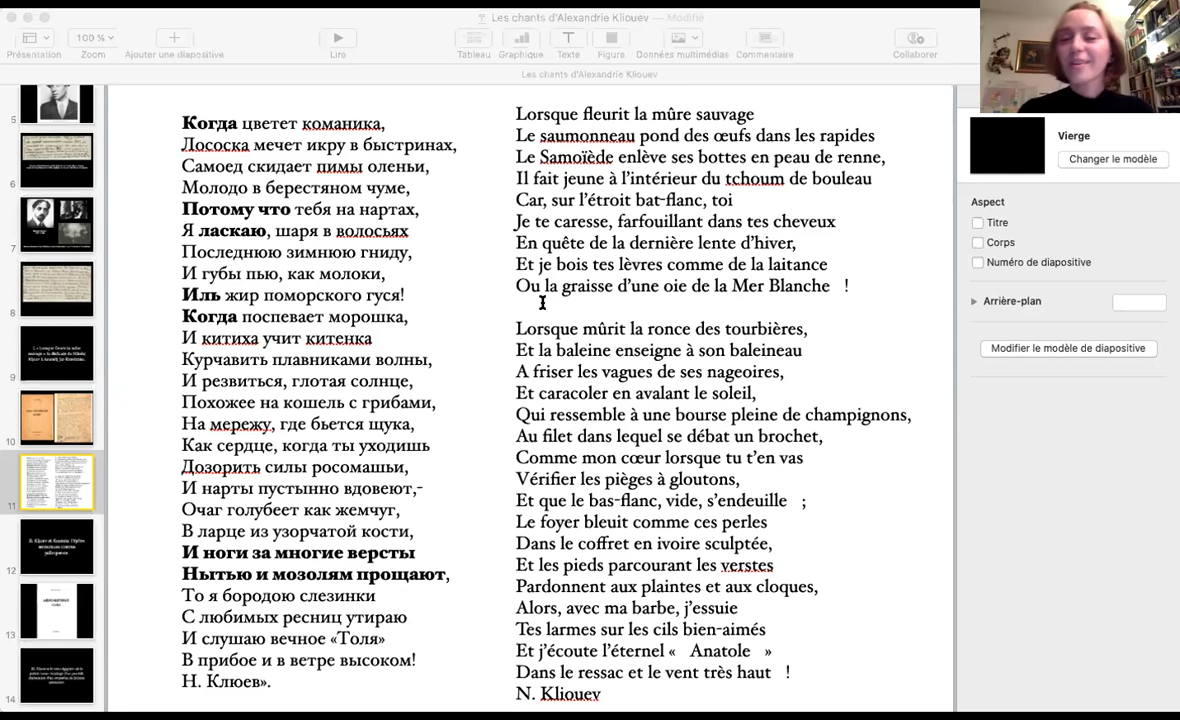 Les chants d'Alexandrie Kliouev — Modifié
Présentation
100 %
Zoom
Ajouter une diapositive
Lire
Tableau
Graphique
Texte
Figure
Données multimédias
Commentaire
Collaborer
Les chants d'Alexandrie Kliouev
5
6
7
8
9
10
11
12
13
14
Когда цветет команика,
Лососка мечет икру в быстринах,
Самоед скидает пимы оленьи,
Молодо в берестяном чуме,
Потому что тебя на нартах,
Я ласкаю, шаря в волосьях
Последнюю зимнюю гниду,
И губы пью, как молоки,
Иль жир поморского гуся!
Когда поспевает морошка,
И китиха учит китенка
Курчавить плавниками волны,
И резвиться, глотая солнце,
Похожее на кошель с грибами,
На мережу, где бьется щука,
Как сердце, когда ты уходишь
Дозорить силы росомашьи,
И нарты пустынно вдовеют,-
Очаг голубеет как жемчуг,
В ларце из узорчатой кости,
И ноги за многие версты
Нытью и мозолям прощают,
То я бородою слезинки
С любимых ресниц утираю
И слушаю вечное «Толя»
В прибое и в ветре высоком!
Н. Клюев».
Lorsque fleurit la mûre sauvage
Le saumonneau pond des œufs dans les rapides
Le Samoïède enlève ses bottes en peau de renne,
Il fait jeune à l'intérieur du tchoum de bouleau
Car, sur l'étroit bat-flanc, toi
Je te caresse, farfouillant dans tes cheveux
En quête de la dernière lente d'hiver,
Et je bois tes lèvres comme de la laitance
Ou la graisse d'une oie de la Mer Blanche !
Lorsque mûrit la ronce des tourbières,
Et la baleine enseigne à son baleineau
A friser les vagues de ses nageoires,
Et caracoler en avalant le soleil,
Qui ressemble à une bourse pleine de champignons,
Au filet dans lequel se débat un brochet,
Comme mon cœur lorsque tu t'en vas
Vérifier les pièges à gloutons,
Et que le bas-flanc, vide, s'endeuille ;
Le foyer bleuit comme ces perles
Dans le coffret en ivoire sculptée,
Et les pieds parcourant les verstes
Pardonnent aux plaintes et aux cloques,
Alors, avec ma barbe, j'essuie
Tes larmes sur les cils bien-aimés
Et j'écoute l'éternel « Anatole »
Dans le ressac et le vent très haut !
N. Kliouev
Vierge
Changer le modèle
Aspect
Titre
Corps
Numéro de diapositive
Arrière-plan
Modifier le modèle de diapositive